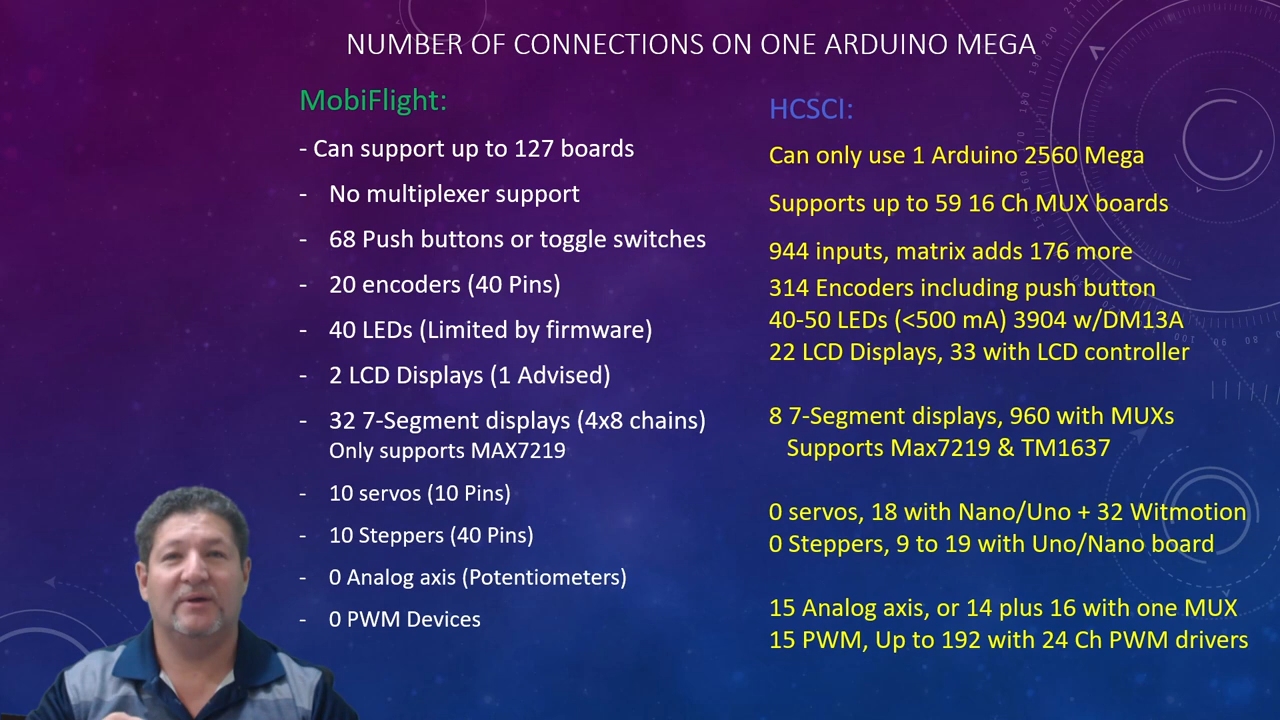 NUMBER OF CONNECTIONS ON ONE ARDUINO MEGA
MobiFlight:
- Can support up to 127 boards
- No multiplexer support
- 68 Push buttons or toggle switches
- 20 encoders (40 Pins)
- 40 LEDs (Limited by firmware)
- 2 LCD Displays (1 Advised)
- 32 7-Segment displays (4x8 chains)
Only supports MAX7219
- 10 servos (10 Pins)
- 10 Steppers (40 Pins)
- 0 Analog axis (Potentiometers)
- 0 PWM Devices
HCSCI:
Can only use 1 Arduino 2560 Mega
Supports up to 59 16 Ch MUX boards
944 inputs, matrix adds 176 more
314 Encoders including push button
40-50 LEDs (<500 mA) 3904 w/DM13A
22 LCD Displays, 33 with LCD controller
8 7-Segment displays, 960 with MUXs
Supports Max7219 & TM1637
0 servos, 18 with Nano/Uno + 32 Witmotion
0 Steppers, 9 to 19 with Uno/Nano board
15 Analog axis, or 14 plus 16 with one MUX
15 PWM, Up to 192 with 24 Ch PWM drivers